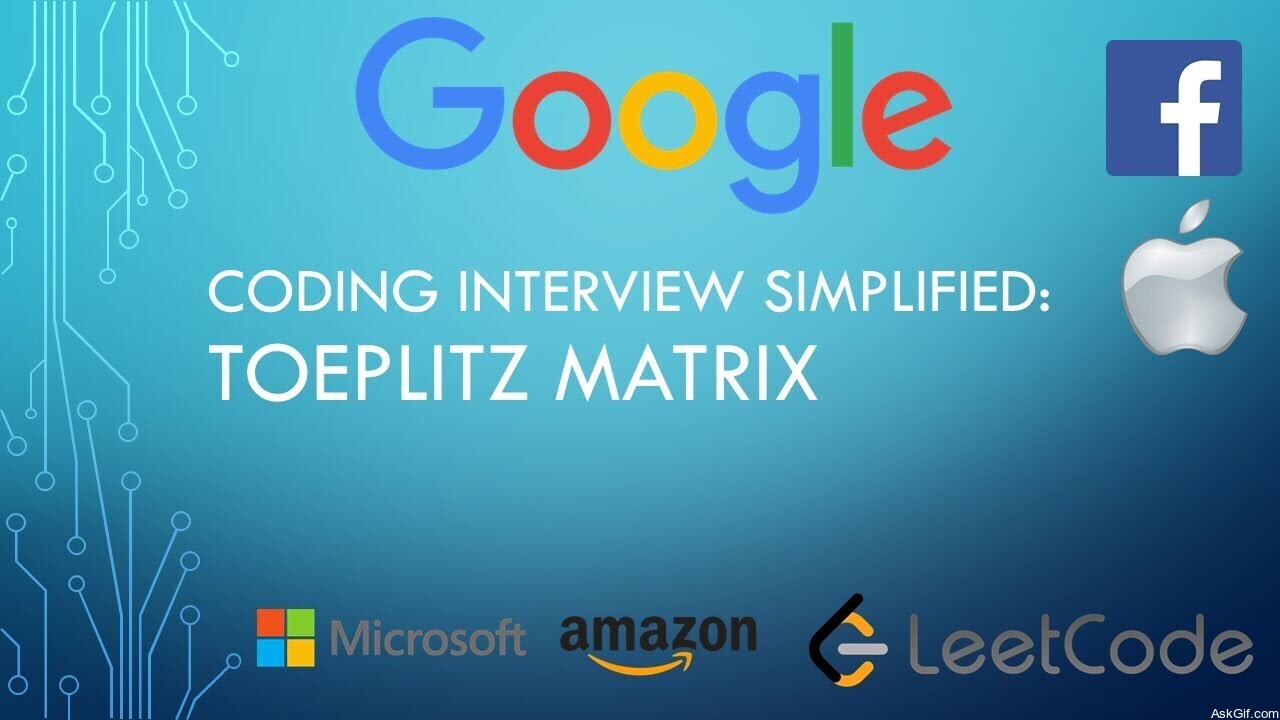 Google
f
CODING INTERVIEW SIMPLIFIED:
TOEPLITZ MATRIX
Microsoft
amazon
LeetCode
AskGif.com